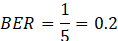 BER = 1/5 = 0.2